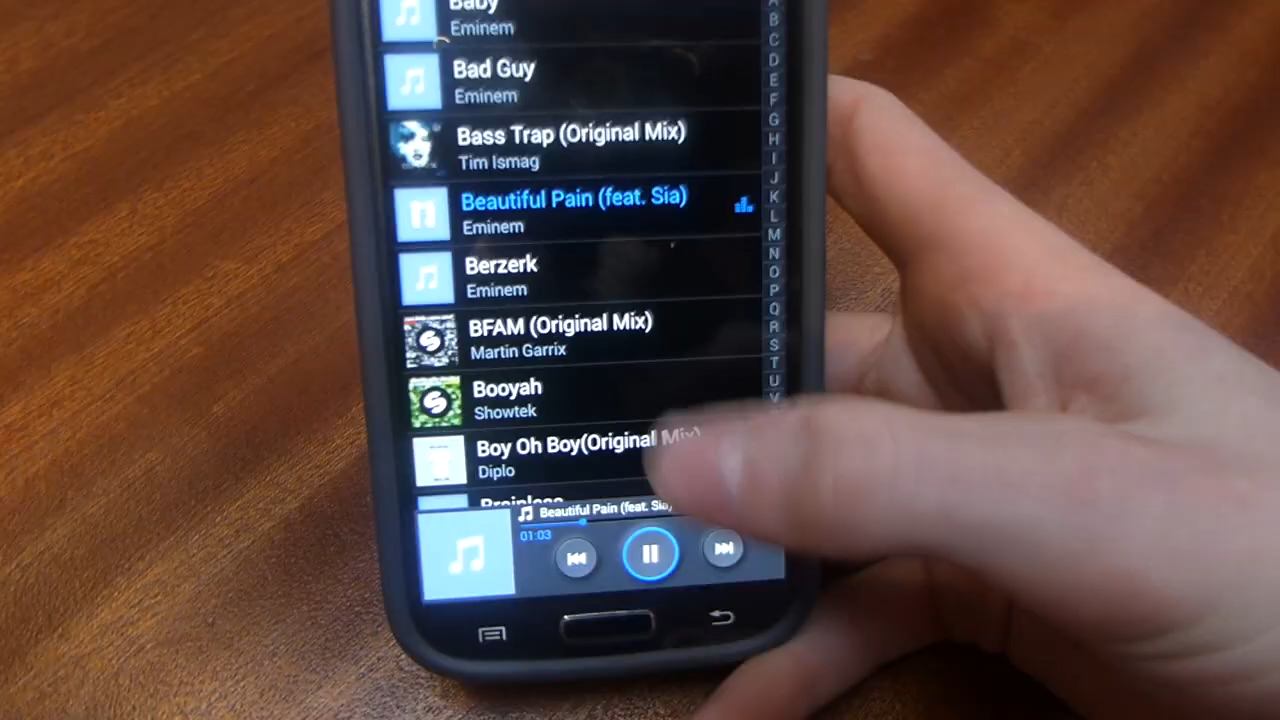 Baby
Eminem
Bad Guy
Eminem
Bass Trap (Original Mix)
Tim Ismag
Beautiful Pain (feat. Sia)
Eminem
Berzerk
Eminem
BFAM (Original Mix)
Martin Garrix
Booyah
Showtek
Boy Oh Boy(Original Mix)
Diplo
Brainless
Beautiful Pain (feat. Sia)
01:03
A
B
C
D
E
F
G
H
I
J
K
L
M
N
O
P
Q
R
S
T
U
V